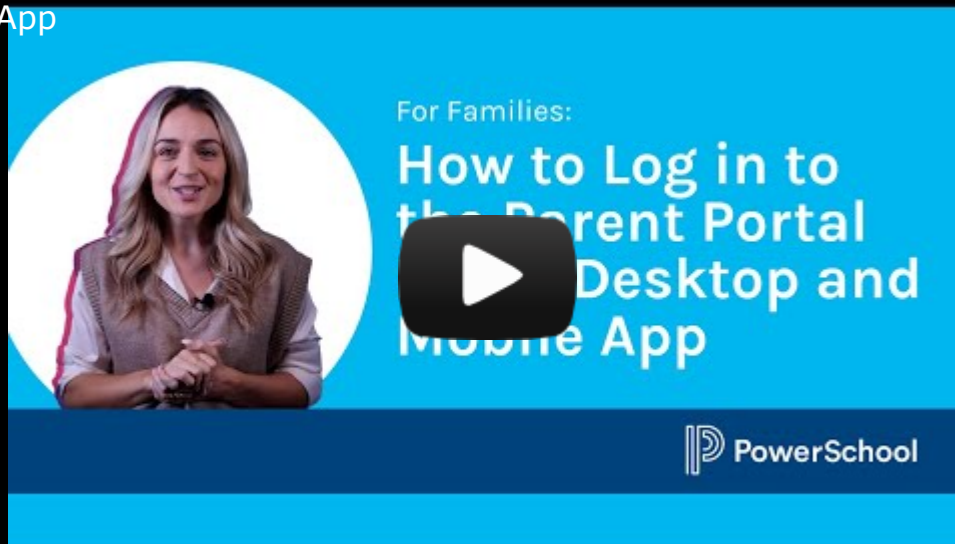 App
For Families:
How to Log in to
the Parent Portal
Desktop and
Mobile App
PowerSchool